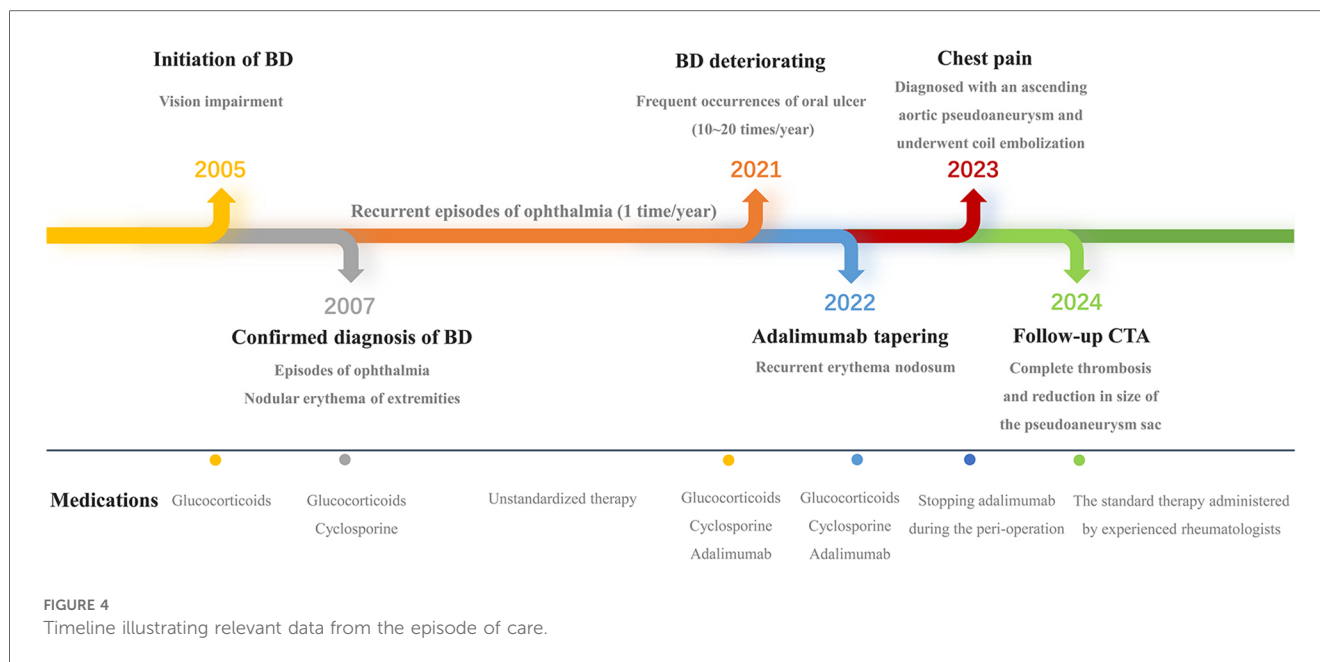 Initiation of BD
Vision impairment
2005
BD deteriorating
Frequent occurrences of oral ulcer
(10~20 times/year)
2021
Chest pain
Diagnosed with an ascending
aortic pseudoaneurysm and
underwent coil embolization
2023
Recurrent episodes of ophthalmia (1 time/year)
2007
Confirmed diagnosis of BD
Episodes of ophthalmia
Nodular erythema of extremities
2022
Adalimumab tapering
Recurrent erythema nodosum
2024
Follow-up CTA
Complete thrombosis
and reduction in size of
the pseudoaneurysm sac
Medications
Glucocorticoids
Glucocorticoids
Cyclosporine
Unstandardized therapy
Glucocorticoids
Cyclosporine
Adalimumab
Glucocorticoids
Cyclosporine
Adalimumab
Stopping adalimumab
during the peri-operation
The standard therapy administered
by experienced rheumatologists
FIGURE 4
Timeline illustrating relevant data from the episode of care.